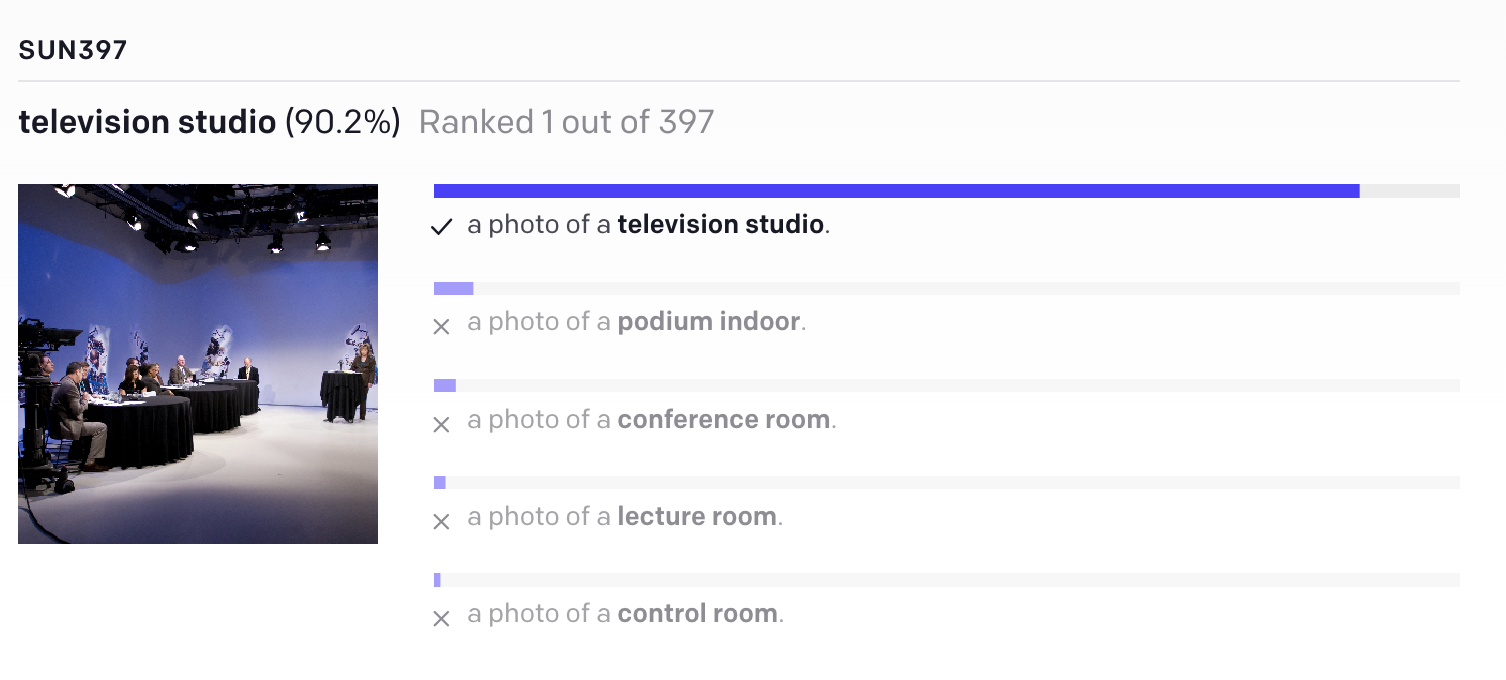 SUN397
television studio (90.2%) Ranked 1 out of 397
a photo of a television studio.
a photo of a podium indoor.
a photo of a conference room.
a photo of a lecture room.
a photo of a control room.